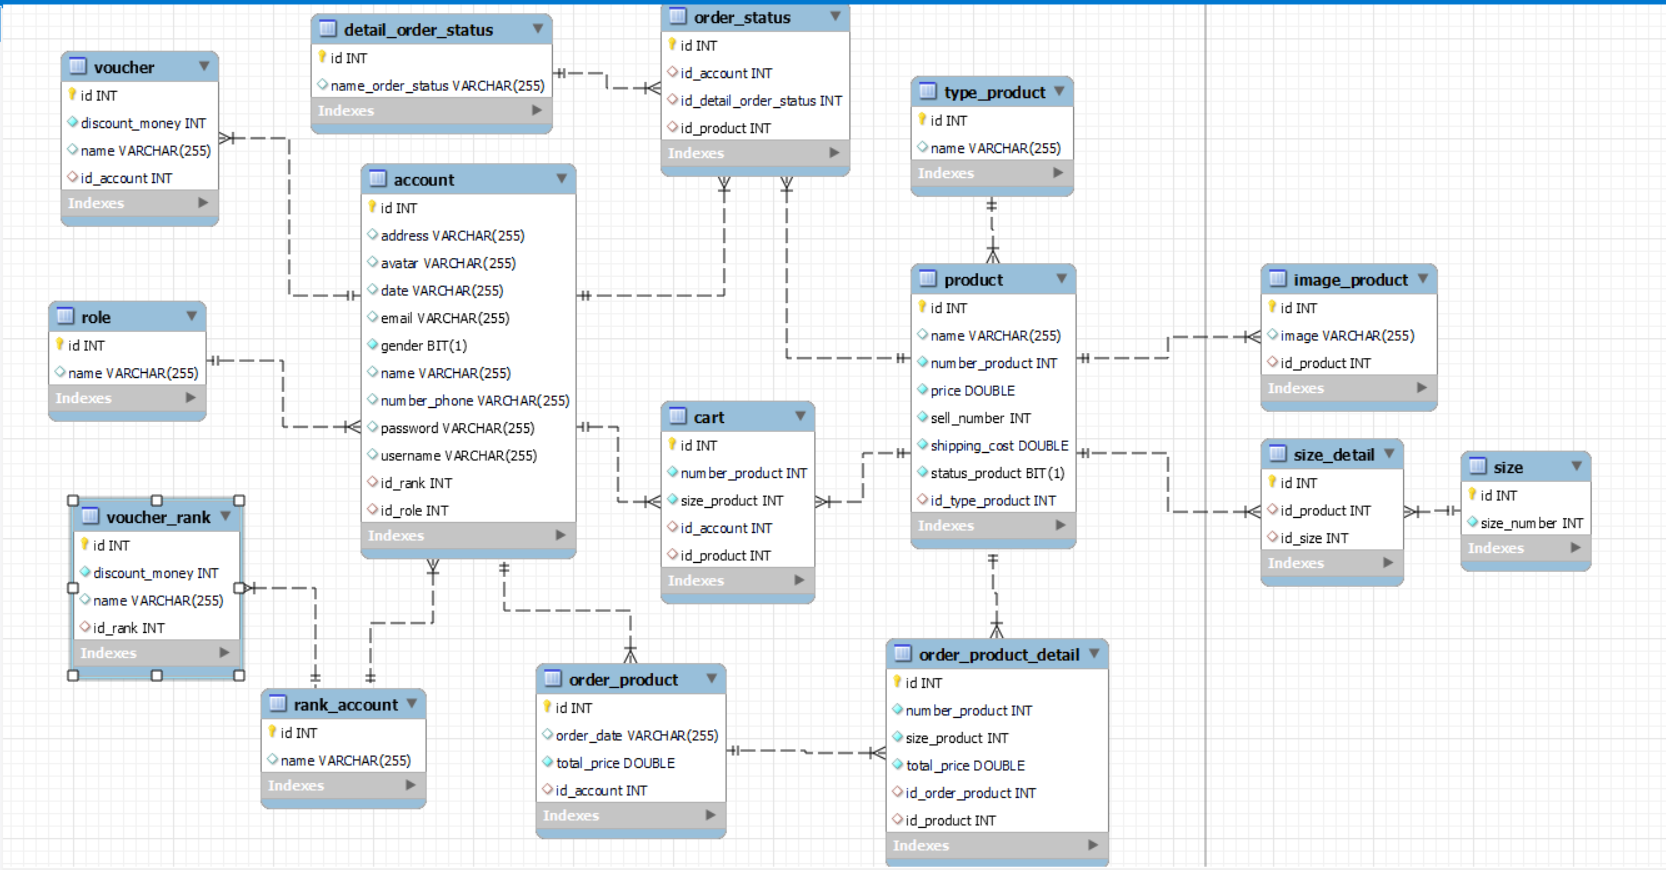 detail_order_status
id INT
name_order_status VARCHAR(255)
Indexes
order_status
id INT
id_account INT
id_detail_order_status INT
id_product INT
Indexes
voucher
id INT
discount_money INT
name VARCHAR(255)
id_account INT
Indexes
type_product
id INT
name VARCHAR(255)
Indexes
account
id INT
address VARCHAR(255)
avatar VARCHAR(255)
date VARCHAR(255)
email VARCHAR(255)
gender BIT(1)
name VARCHAR(255)
number_phone VARCHAR(255)
password VARCHAR(255)
username VARCHAR(255)
id_rank INT
id_role INT
Indexes
product
id INT
name VARCHAR(255)
number_product INT
price DOUBLE
sell_number INT
shipping_cost DOUBLE
status_product BIT(1)
id_type_product INT
Indexes
image_product
id INT
image VARCHAR(255)
id_product INT
Indexes
role
id INT
name VARCHAR(255)
Indexes
cart
id INT
number_product INT
size_product INT
id_account INT
id_product INT
Indexes
size_detail
id INT
id_product INT
id_size INT
Indexes
size
id INT
size_number INT
Indexes
voucher_rank
id INT
discount_money INT
name VARCHAR(255)
id_rank INT
Indexes
rank_account
id INT
name VARCHAR(255)
Indexes
order_product
id INT
order_date VARCHAR(255)
total_price DOUBLE
id_account INT
Indexes
order_product_detail
id INT
number_product INT
size_product INT
total_price DOUBLE
id_order_product INT
id_product INT
Indexes